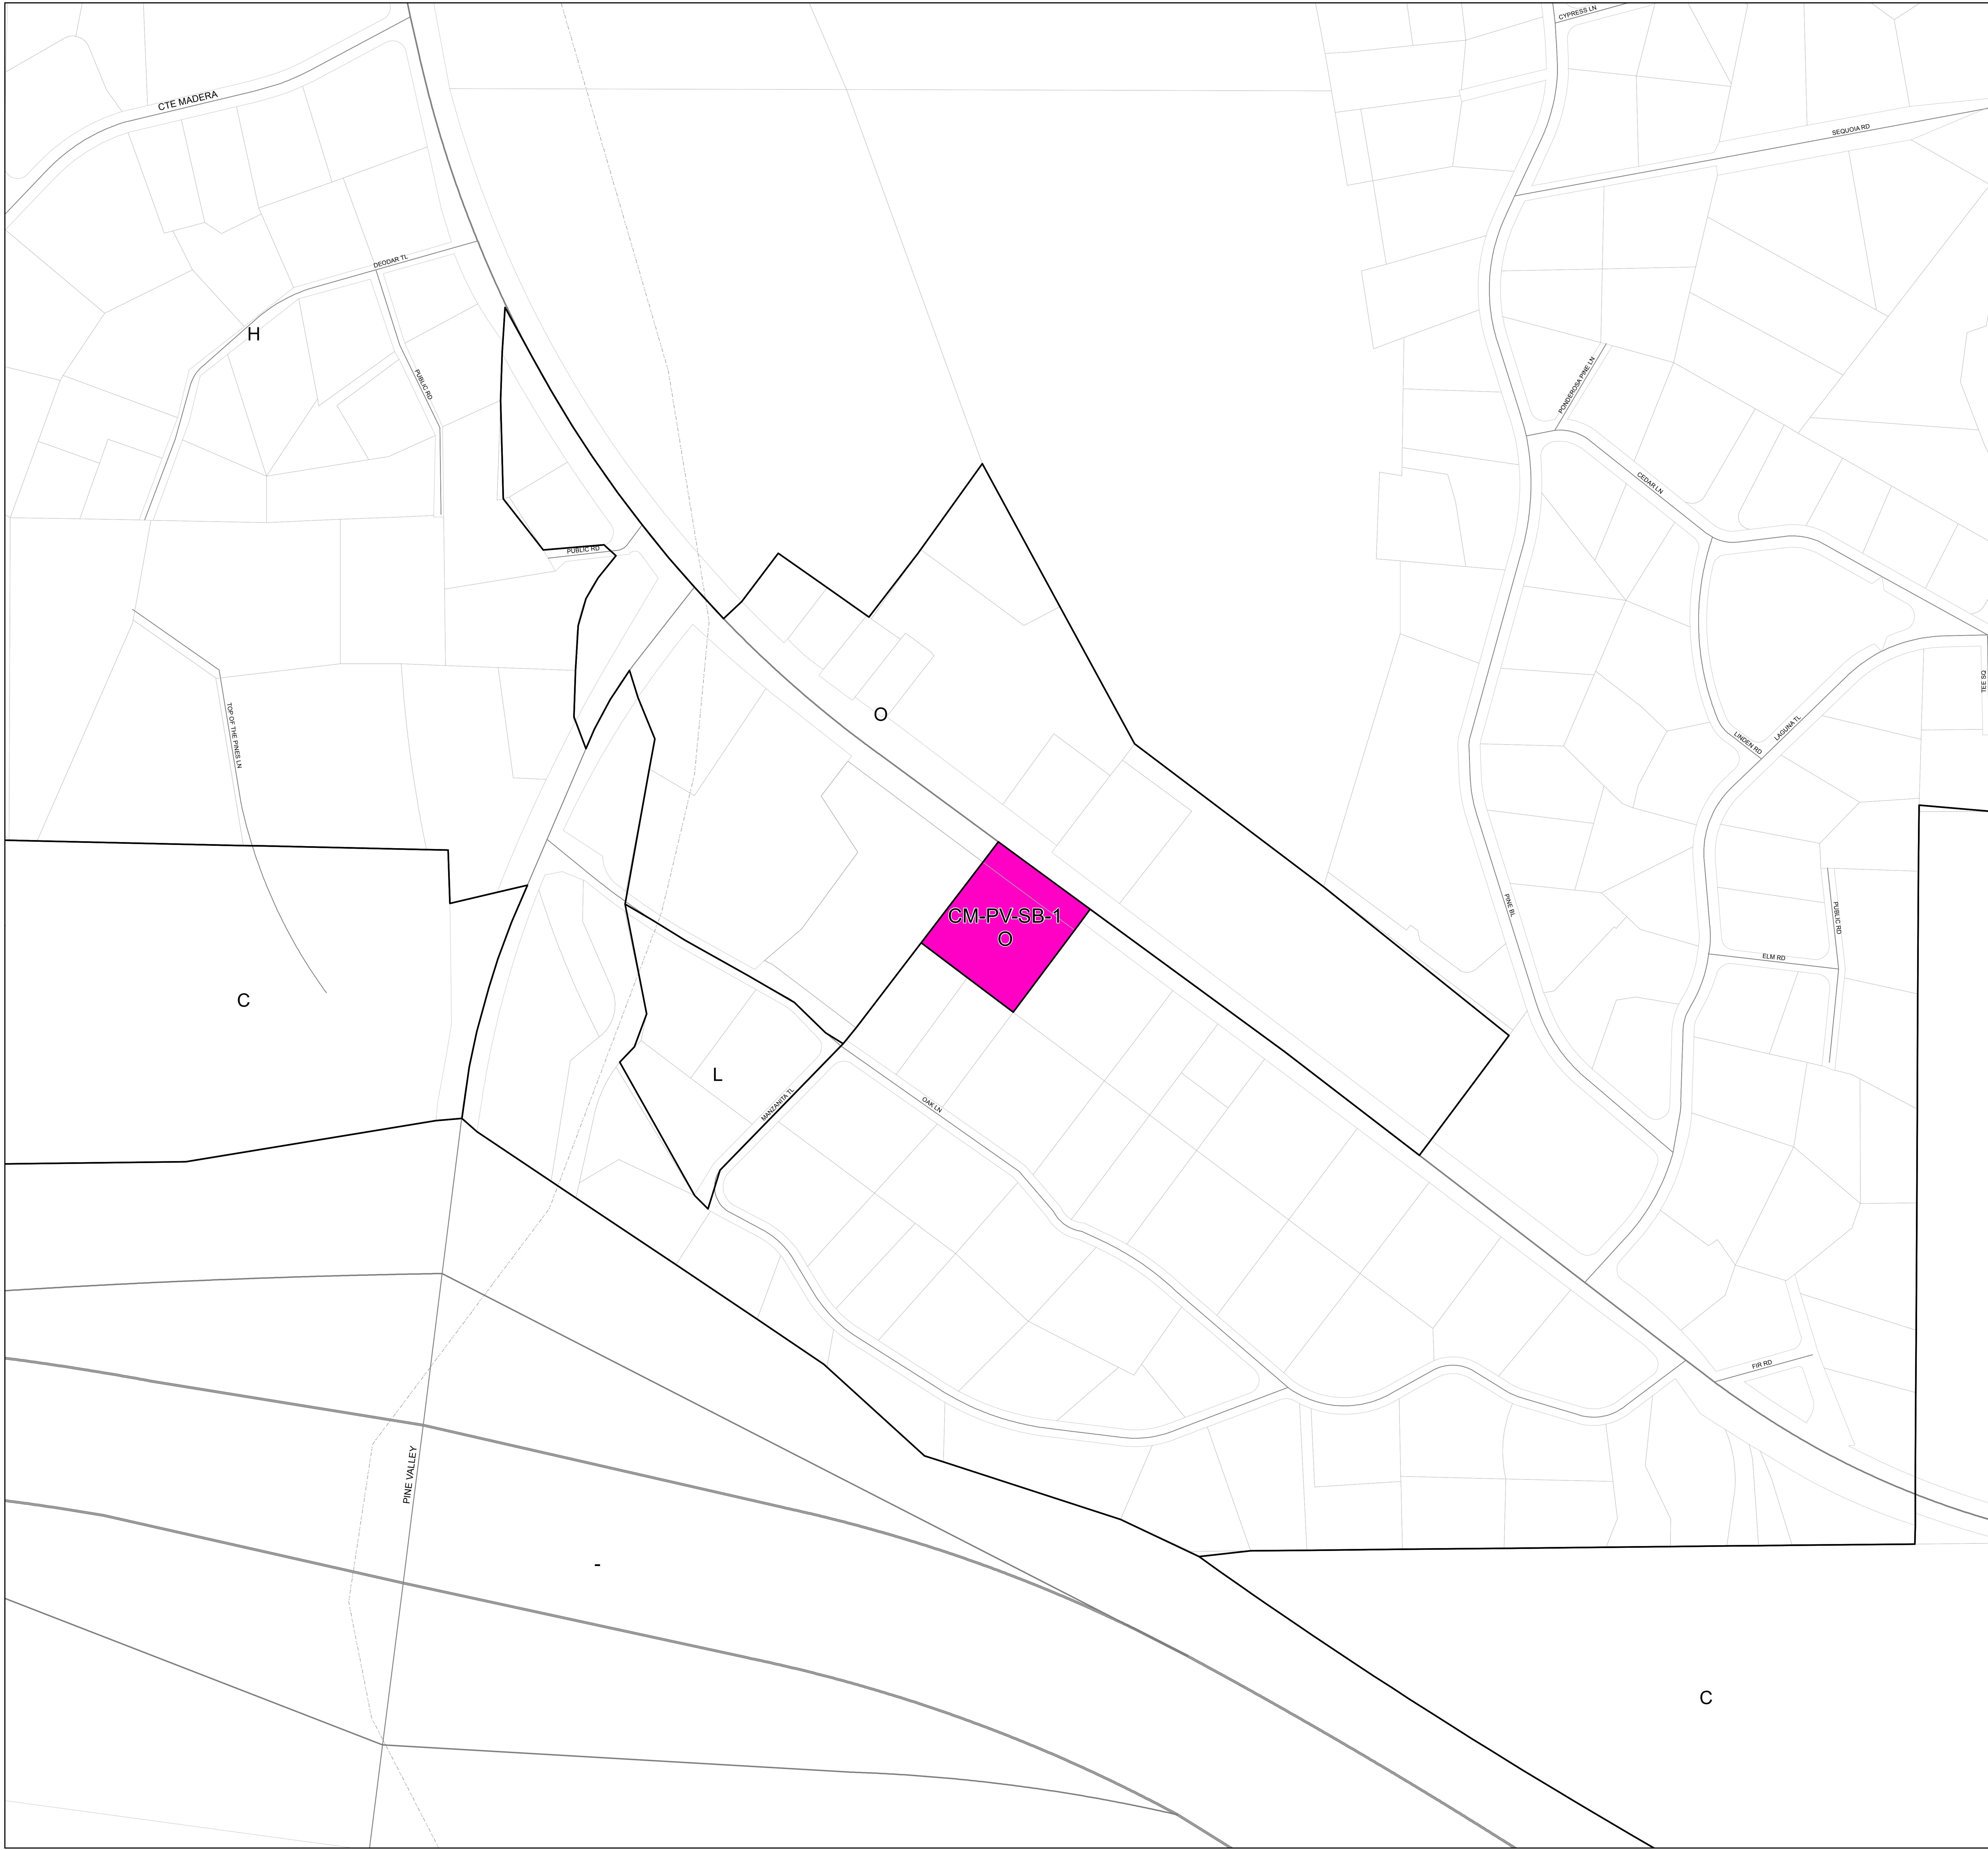 CYPRESS LN
CTE MADERA
SEQUOIA RD
DEODAR TL
H
PUBLIC RD
PONDEROSA PINE LN
CEDAR LN
PUBLIC RD
TEE SQ
TOP OF THE PINES LN
O
LINDEN RD
LAGUNA TL
PINE BL
PUBLIC RD
CM-PV-SB-1
O
ELM RD
C
L
MANZANITA TL
OAK LN
FIR RD
PINE VALLEY
-
C